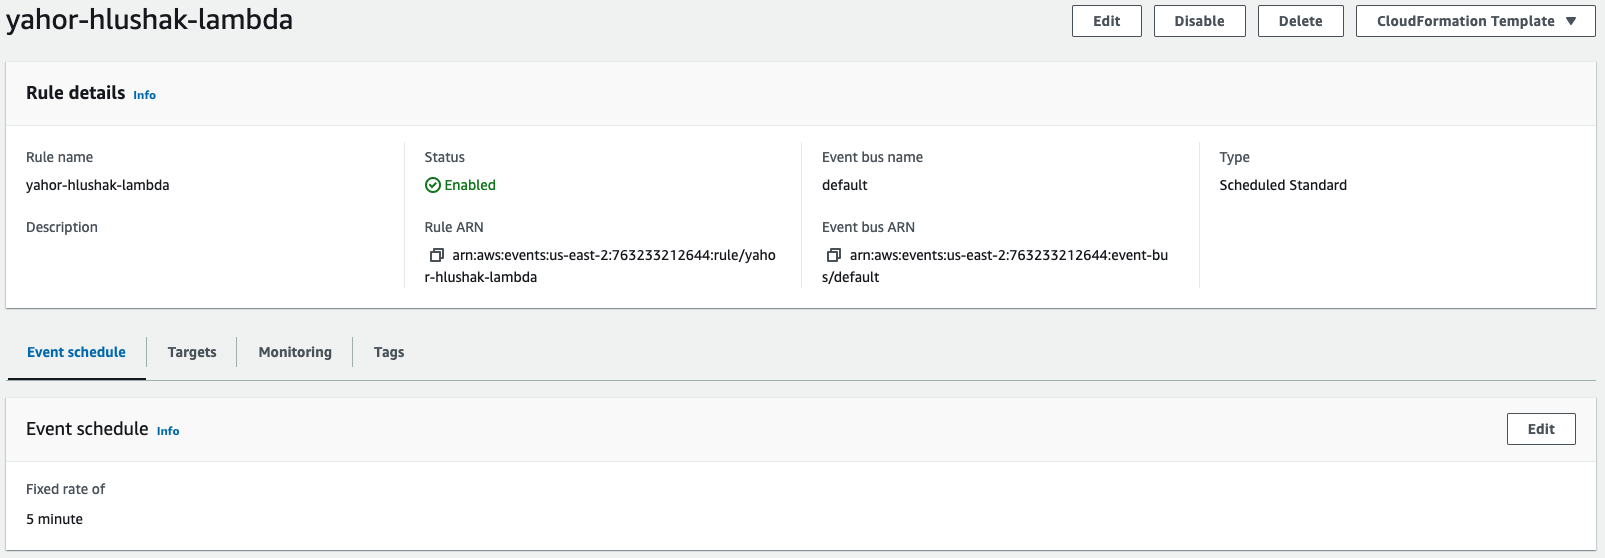 yahor-hlushak-lambda
Edit
Disable
Delete
CloudFormation Template
Rule details Info
Rule name
yahor-hlushak-lambda
Description
Status
Enabled
Rule ARN
arn:aws:events:us-east-2:763233212644:rule/yaho
r-hlushak-lambda
Event bus name
default
Event bus ARN
arn:aws:events:us-east-2:763233212644:event-bu
s/default
Type
Scheduled Standard
Event schedule
Targets
Monitoring
Tags
Event schedule Info
Edit
Fixed rate of
5 minute